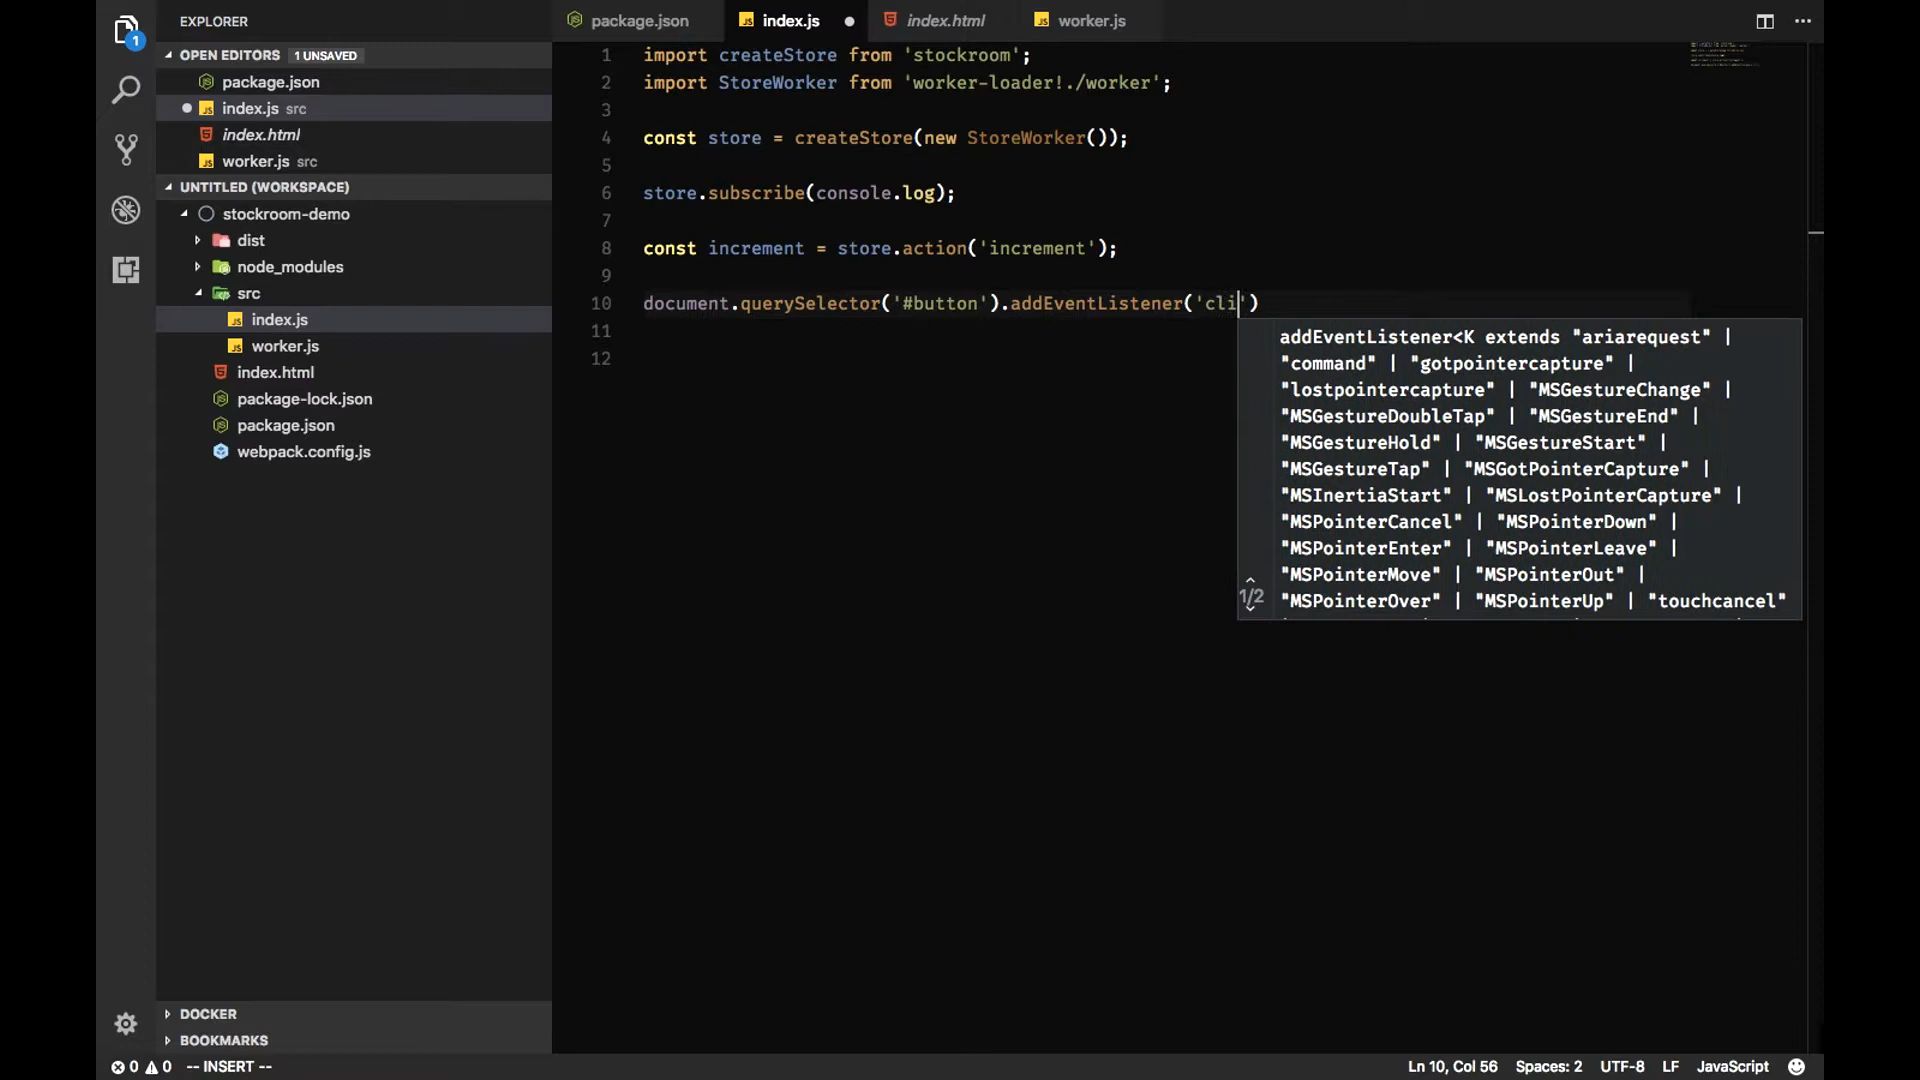 EXPLORER
OPEN EDITORS 1 UNSAVED
package.json
index.js src
index.html
worker.js src
UNTITLED (WORKSPACE)
stockroom-demo
dist
node_modules
src
index.js
worker.js
index.html
package-lock.json
package.json
webpack.config.js
DOCKER
BOOKMARKS
1
package.json
index.js
index.html
worker.js
1 import createStore from 'stockroom';
2 import StoreWorker from 'worker-loader!./worker';
3
4 const store = createStore(new StoreWorker());
5
6 store.subscribe(console.log);
7
8 const increment = store.action('increment');
9
10 document.querySelector('#button').addEventListener('cli')
11
12
addEventListener<K extends "ariarequest" |
"command" | "gotpointercapture" |
"lostpointercapture" | "MSGestureChange" |
"MSGestureDoubleTap" | "MSGestureEnd" |
"MSGestureHold" | "MSGestureStart" |
"MSGestureTap" | "MSGotPointerCapture" |
"MSInertiaStart" | "MSLostPointerCapture" |
"MSPointerCancel" | "MSPointerDown" |
"MSPointerEnter" | "MSPointerLeave" |
"MSPointerMove" | "MSPointerOut" |
1/2 "MSPointerOver" | "MSPointerUp" | "touchcancel"
0 0 -- INSERT -- Ln 10, Col 56 Spaces: 2 UTF-8 LF JavaScript